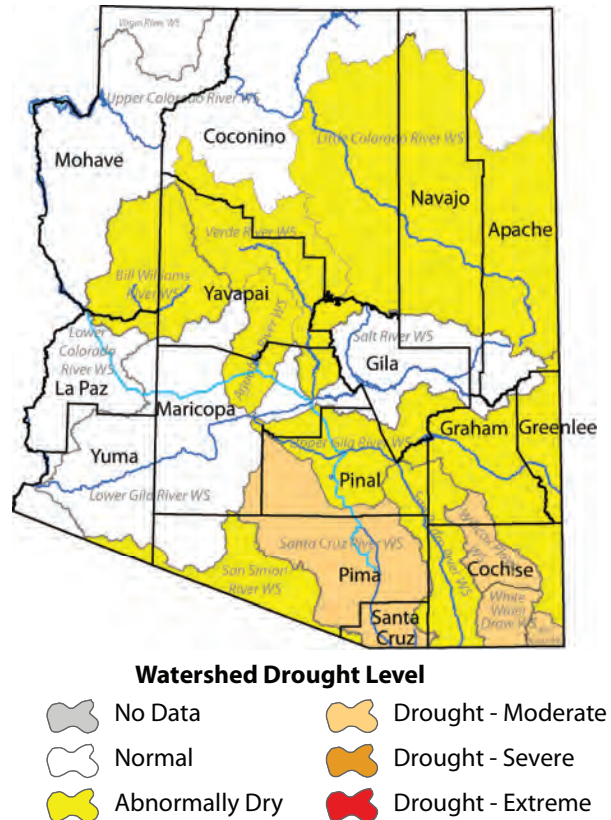 Virgin River WS
Upper Colorado River WS
Coconino
Little Colorado River WS
Mohave
Navajo
Apache
Verde River WS
Bill Williams
River WS
Yavapai
Agua Fria River WS
Lower
Colorado
River WS
Salt River WS
Gila
La Paz
Maricopa
Graham
Greenlee
Yuma
Upper Gila River WS
Pinal
Lower Gila River WS
Santa Cruz River WS
San Simon
River WS
Pima
Cochise
White
Water
Draw WS
Santa
Cruz
Watershed Drought Level
No Data
Normal
Abnormally Dry
Drought - Moderate
Drought - Severe
Drought - Extreme